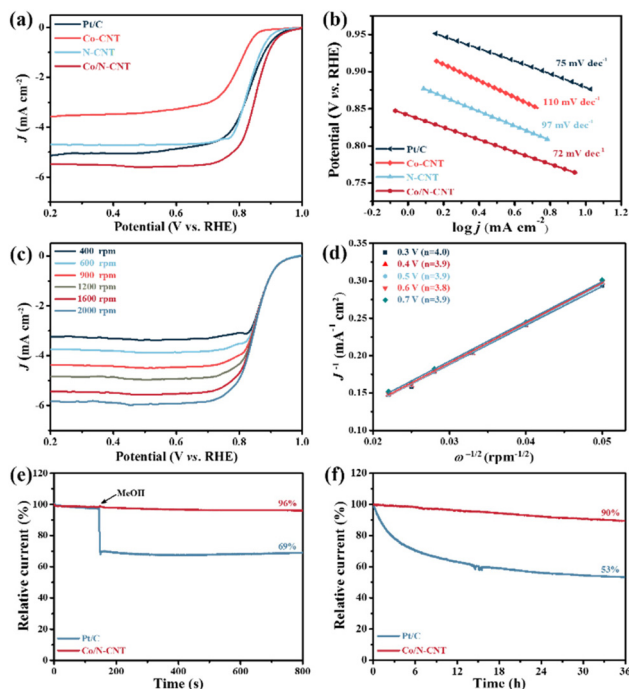 (a)
Pt/C
Co-CNT
N-CNT
Co/N-CNT
J (mA cm⁻²)
0
-2
-4
-6
0.2 0.4 0.6 0.8 1.0
Potential (V vs. RHE)
(b)
75 mV dec⁻¹
110 mV dec⁻¹
97 mV dec⁻¹
72 mV dec⁻¹
Pt/C
Co-CNT
N-CNT
Co/N-CNT
Potential (V vs. RHE)
0.95
0.90
0.85
0.80
0.75
-0.2 0.0 0.2 0.4 0.6 0.8 1.0 1.2
log j (mA cm⁻²)
(c)
400 rpm
600 rpm
900 rpm
1200 rpm
1600 rpm
2000 rpm
J (mA cm⁻²)
0
-2
-4
-6
0.2 0.4 0.6 0.8 1.0
Potential (V vs. RHE)
(d)
0.3 V (n=4.0)
0.4 V (n=3.9)
0.5 V (n=3.9)
0.6 V (n=3.8)
0.7 V (n=3.9)
J⁻¹ (mA⁻¹ cm²)
0.40
0.35
0.30
0.25
0.20
0.15
0.10
0.02 0.03 0.04 0.05
ω⁻¹/² (rpm⁻¹/²)
(e)
MeOH
96%
69%
Pt/C
Co/N-CNT
Relative current (%)
120
100
80
60
40
20
0
0 200 400 600 800
Time (s)
(f)
90%
53%
Pt/C
Co/N-CNT
Relative current (%)
120
100
80
60
40
20
0
0 6 12 18 24 30 36
Time (h)